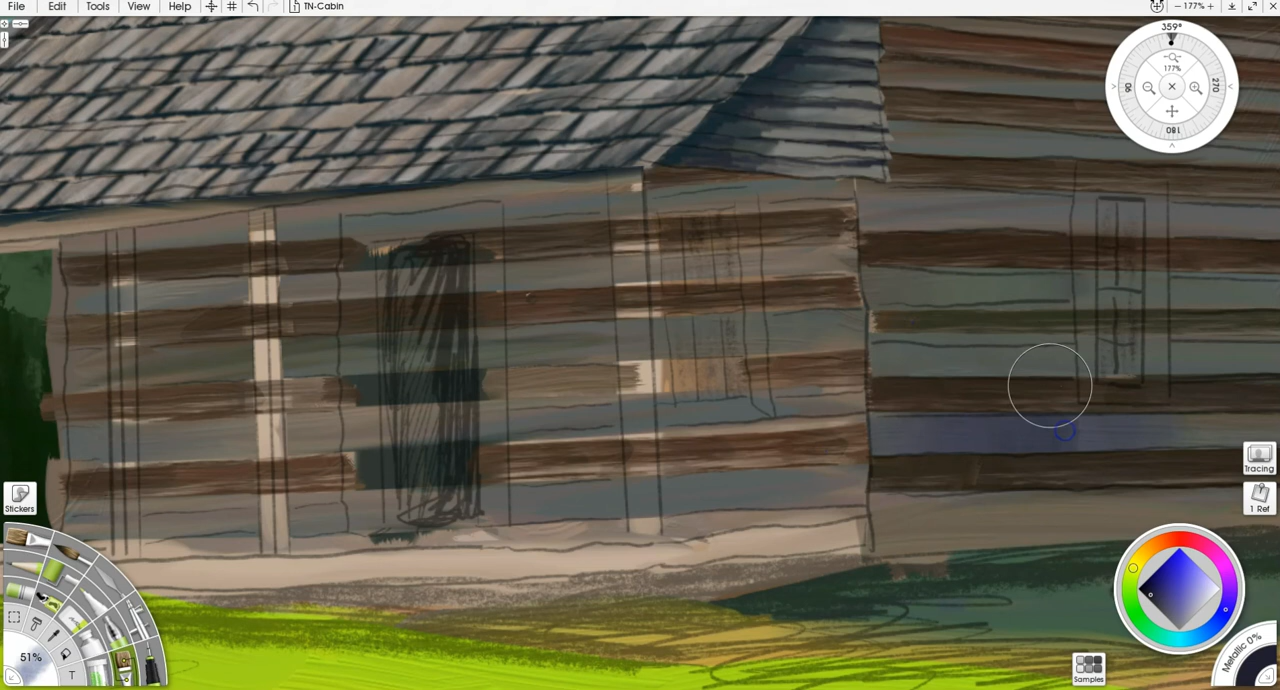 File Edit Tools View Help TN-Cabin
− 177% +
359°
177%
90
270
180
Tracing
1 Ref
Stickers
51%
T
Samples
Metallic 0%